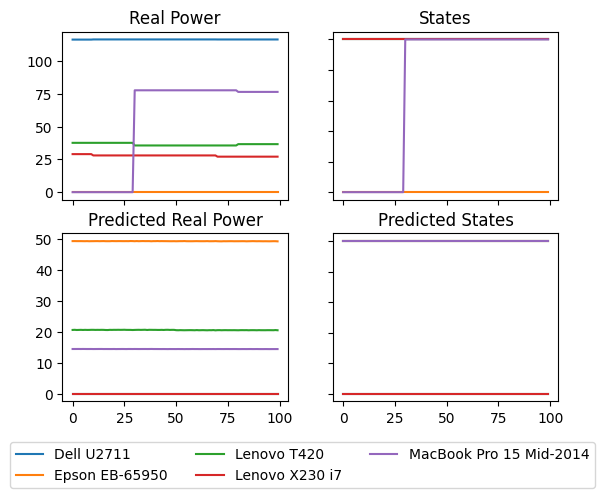 Real Power
States
100
75
50
25
0
Predicted Real Power
Predicted States
50
40
30
20
10
0
0 25 50 75 100
0 25 50 75 100
Dell U2711 Lenovo T420 MacBook Pro 15 Mid-2014
Epson EB-65950 Lenovo X230 i7